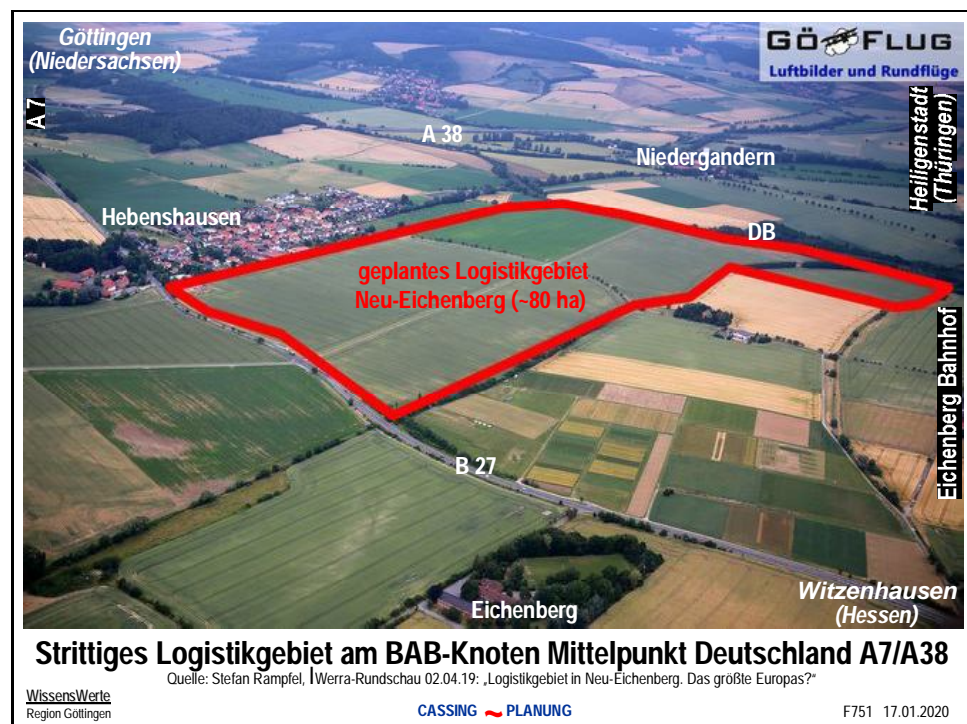 Göttingen
(Niedersachsen)
GÖ FLUG
Luftbilder und Rundflüge
A 7
A 38
Heiligenstadt
(Thüringen)
Niedergandern
Hebenshausen
DB
geplantes Logistikgebiet
Neu-Eichenberg (~80 ha)
Eichenberg Bahnhof
B 27
Eichenberg
Witzenhausen
(Hessen)
Strittiges Logistikgebiet am BAB-Knoten Mittelpunkt Deutschland A7/A38
Quelle: Stefan Rampfel, Werra-Rundschau 02.04.19: „Logistikgebiet in Neu-Eichenberg. Das größte Europas?"
WissensWerte
Region Göttingen
CASSING ~ PLANUNG
F751 17.01.2020